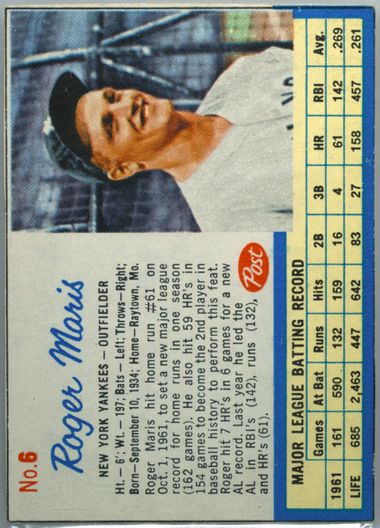 No.6
Roger Maris
NEW YORK YANKEES — OUTFIELDER
Ht. - 6'; Wt. - 197; Bats - Left; Throws-Right;
Born-September 10, 1934; Home-Raytown, Mo.
Roger Maris hit home run #61 on
Oct. 1, 1961, to set a new major league
record for home runs in one season
(162 games). He also hit 59 HR's in
154 games to become the 2nd player in
baseball history to perform this feat.
Roger hit 7 HR's in 6 games for a new
AL record. Last year he led the
AL in RBI's (142), runs (132),
and HR's (61).
Post
MAJOR LEAGUE BATTING RECORD
Games At Bat Runs Hits 2B 3B HR RBI Avg.
1961 161 590 132 159 16 4 61 142 .269
LIFE 685 2,463 447 642 83 27 158 457 .261